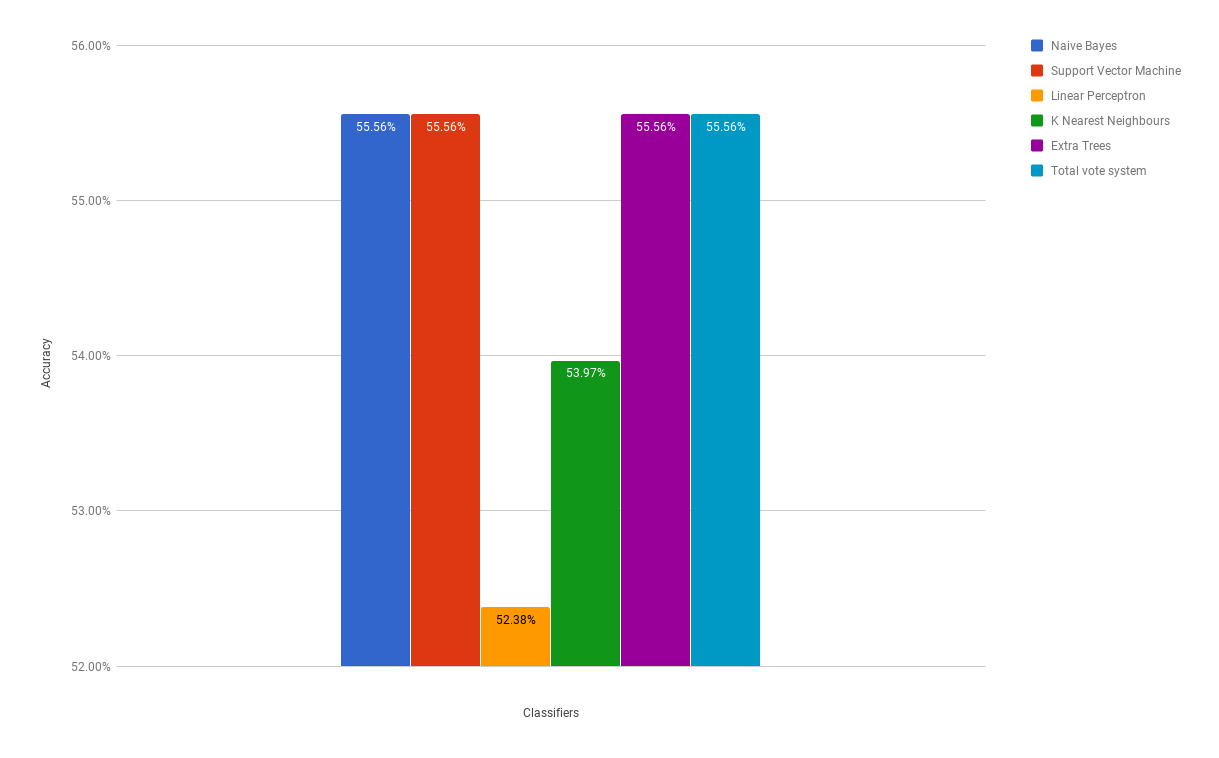 56.00%
55.00%
54.00%
53.00%
52.00%
Accuracy
55.56%
55.56%
52.38%
53.97%
55.56%
55.56%
Classifiers
Naive Bayes
Support Vector Machine
Linear Perceptron
K Nearest Neighbours
Extra Trees
Total vote system